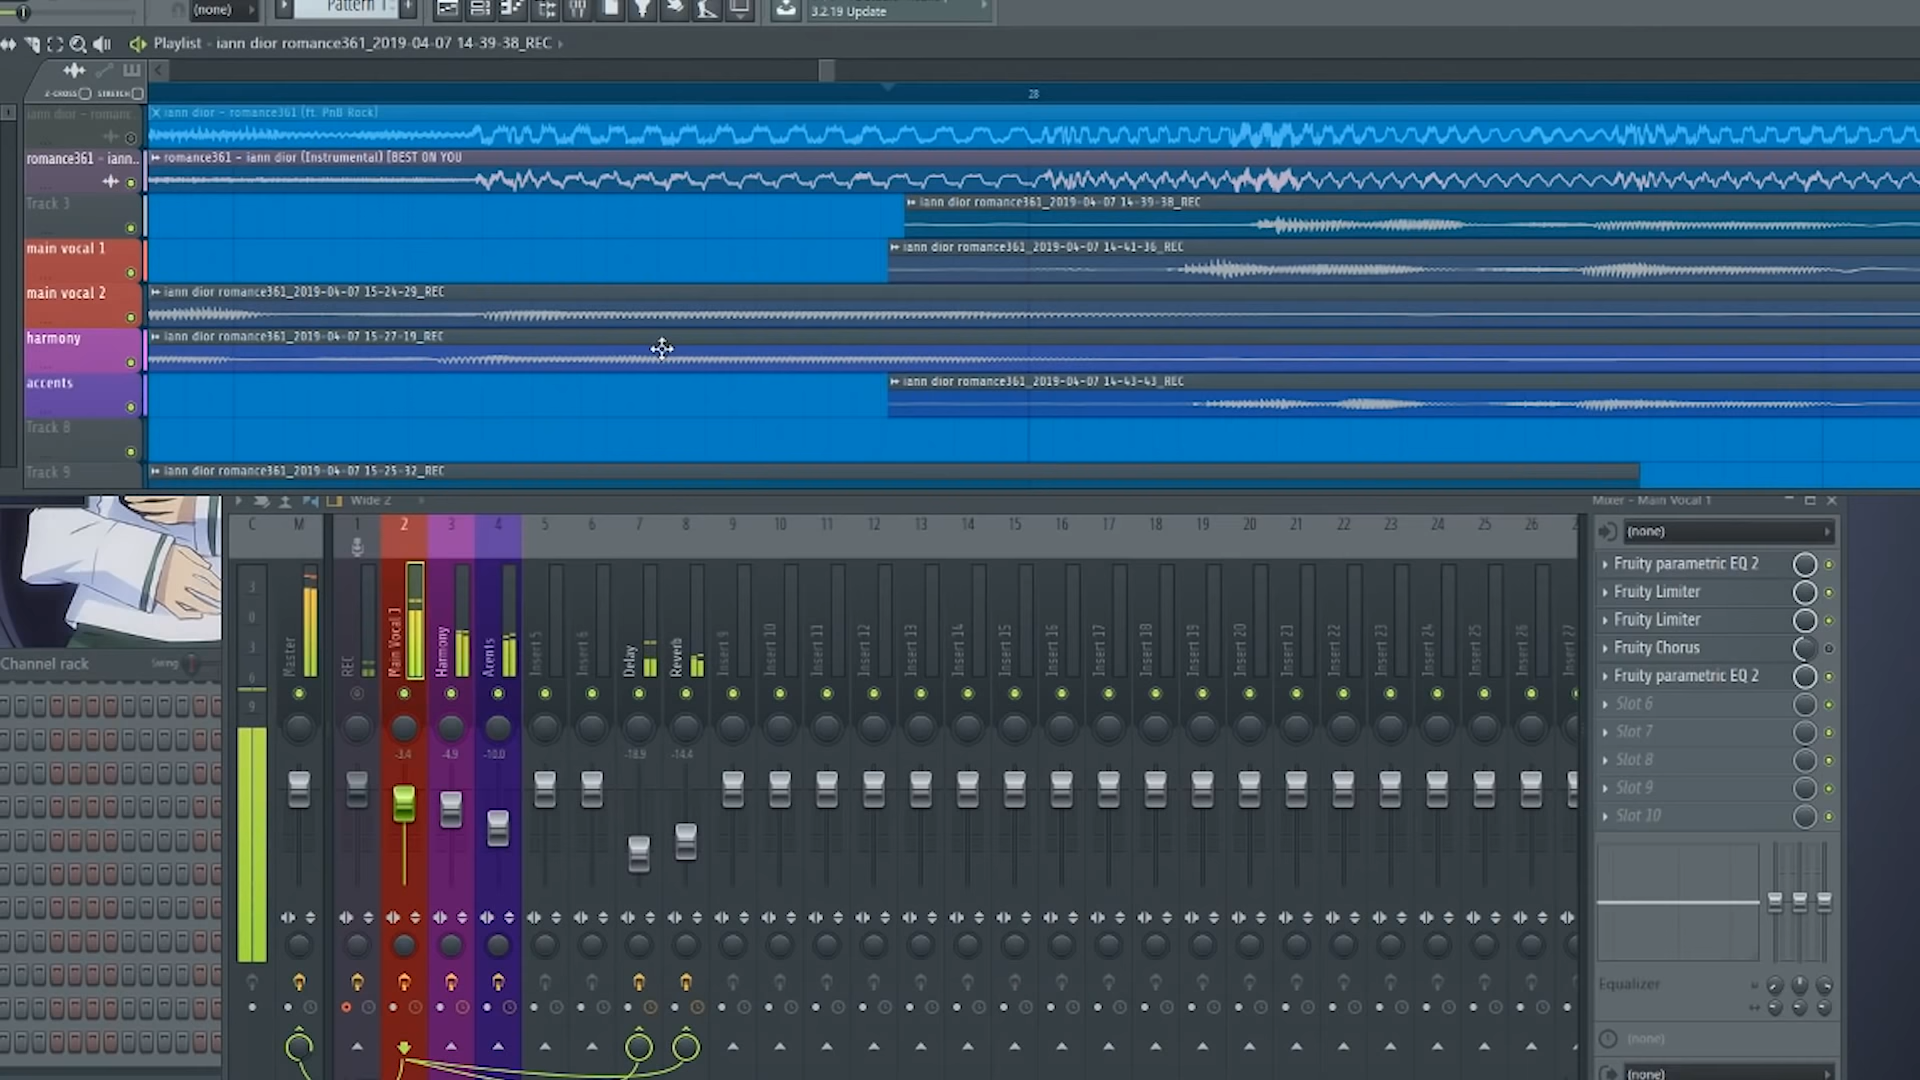 (none)
Pattern 1
3.2.19 Update
Playlist - iann dior romance361_2019-04-07 14-39-38_REC
Z-CROSS STRETCH
28
iann dior - romanc..
iann dior - romance361 (ft. PnB Rock)
romance361 - iann..
romance361 - iann dior (Instrumental) [BEST ON YOU
Track 3
iann dior romance361_2019-04-07 14-39-38_REC
main vocal 1
iann dior romance361_2019-04-07 14-41-36_REC
main vocal 2
iann dior romance361_2019-04-07 15-24-29_REC
harmony
iann dior romance361_2019-04-07 15-27-19_REC
accents
iann dior romance361_2019-04-07 14-43-43_REC
Track 8
Track 9
iann dior romance361_2019-04-07 15-25-32_REC
Wide 2
Mixer - Main Vocal 1
C M 1 2 3 4 5 6 7 8 9 10 11 12 13 14 15 16 17 18 19 20 21 22 23 24 25 26
(none)
3
0
3
6
9
Master
REC
Main Vocal 1
Harmony
Acents
Insert 5
Insert 6
Delay
Reverb
Insert 9
Insert 10
Insert 11
Insert 12
Insert 13
Insert 14
Insert 15
Insert 16
Insert 17
Insert 18
Insert 19
Insert 20
Insert 21
Insert 22
Insert 23
Insert 24
Insert 25
Insert 26
Insert 27
Fruity parametric EQ 2
Fruity Limiter
Fruity Limiter
Fruity Chorus
Fruity parametric EQ 2
Slot 6
Slot 7
Slot 8
Slot 9
Slot 10
Channel rack
Swing
-3.4 -4.9 -10.0 -18.9 -14.4
Equalizer
(none)
(none)